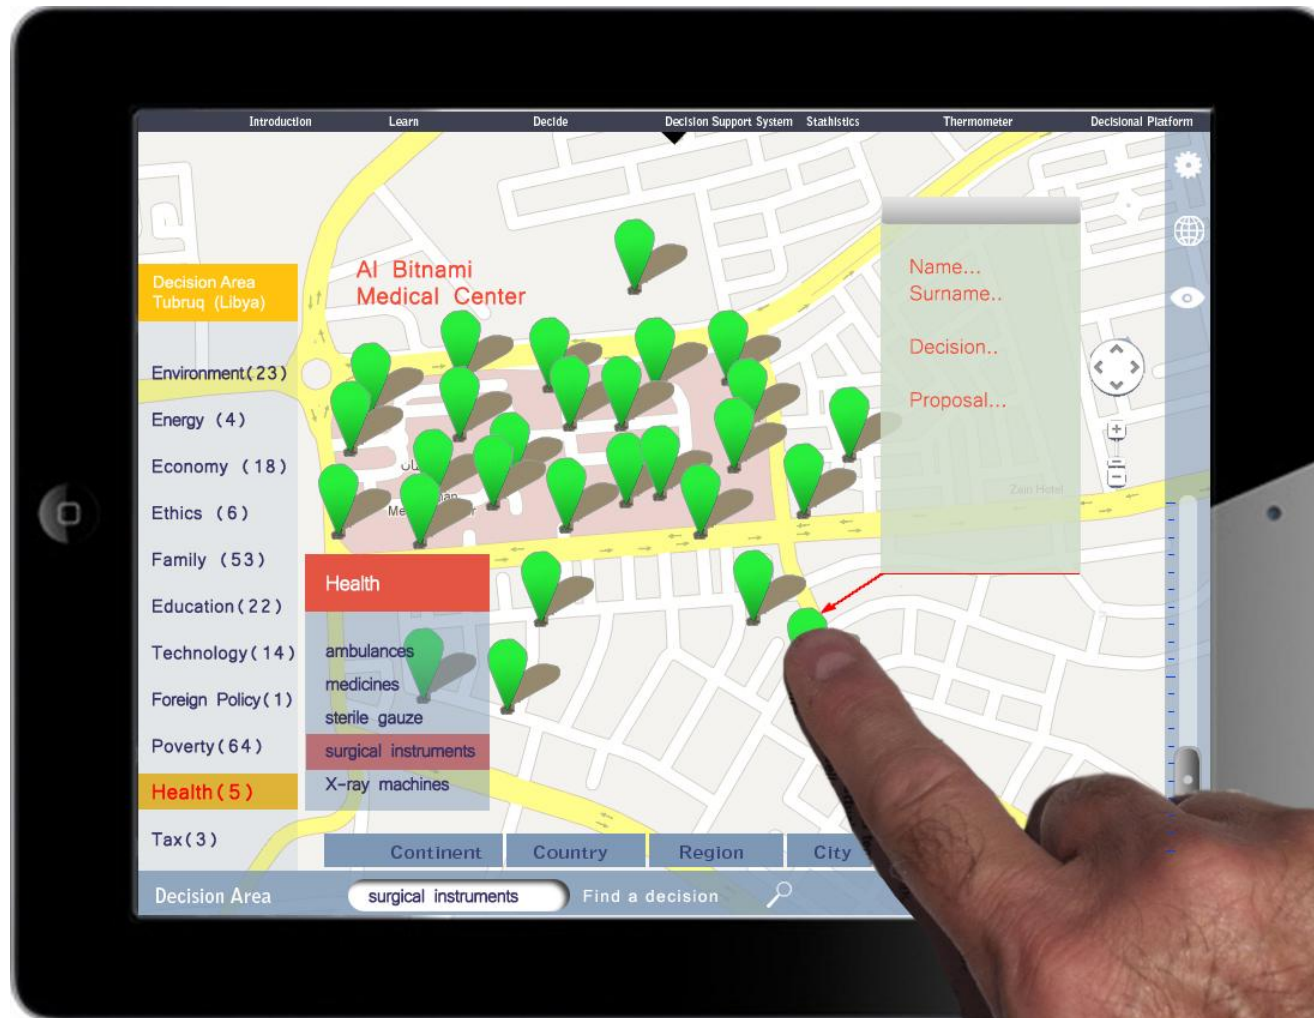 Introduction Learn Decide Decision Support System Stathistics Thermometer Decisional Platform
Decision Area
Tubruq (Libya)
Al Bitnami
Medical Center
Name...
Surname..
Decision..
Proposal...
Environment(23)
Energy (4)
Economy (18)
Ethics (6)
Family (53)
Education(22)
Technology(14)
Foreign Policy(1)
Poverty(64)
Health(5)
Tax(3)
Zain Hotel
Health
ambulances
medicines
sterile gauze
surgical instruments
X-ray machines
Continent Country Region City
Decision Area surgical instruments Find a decision